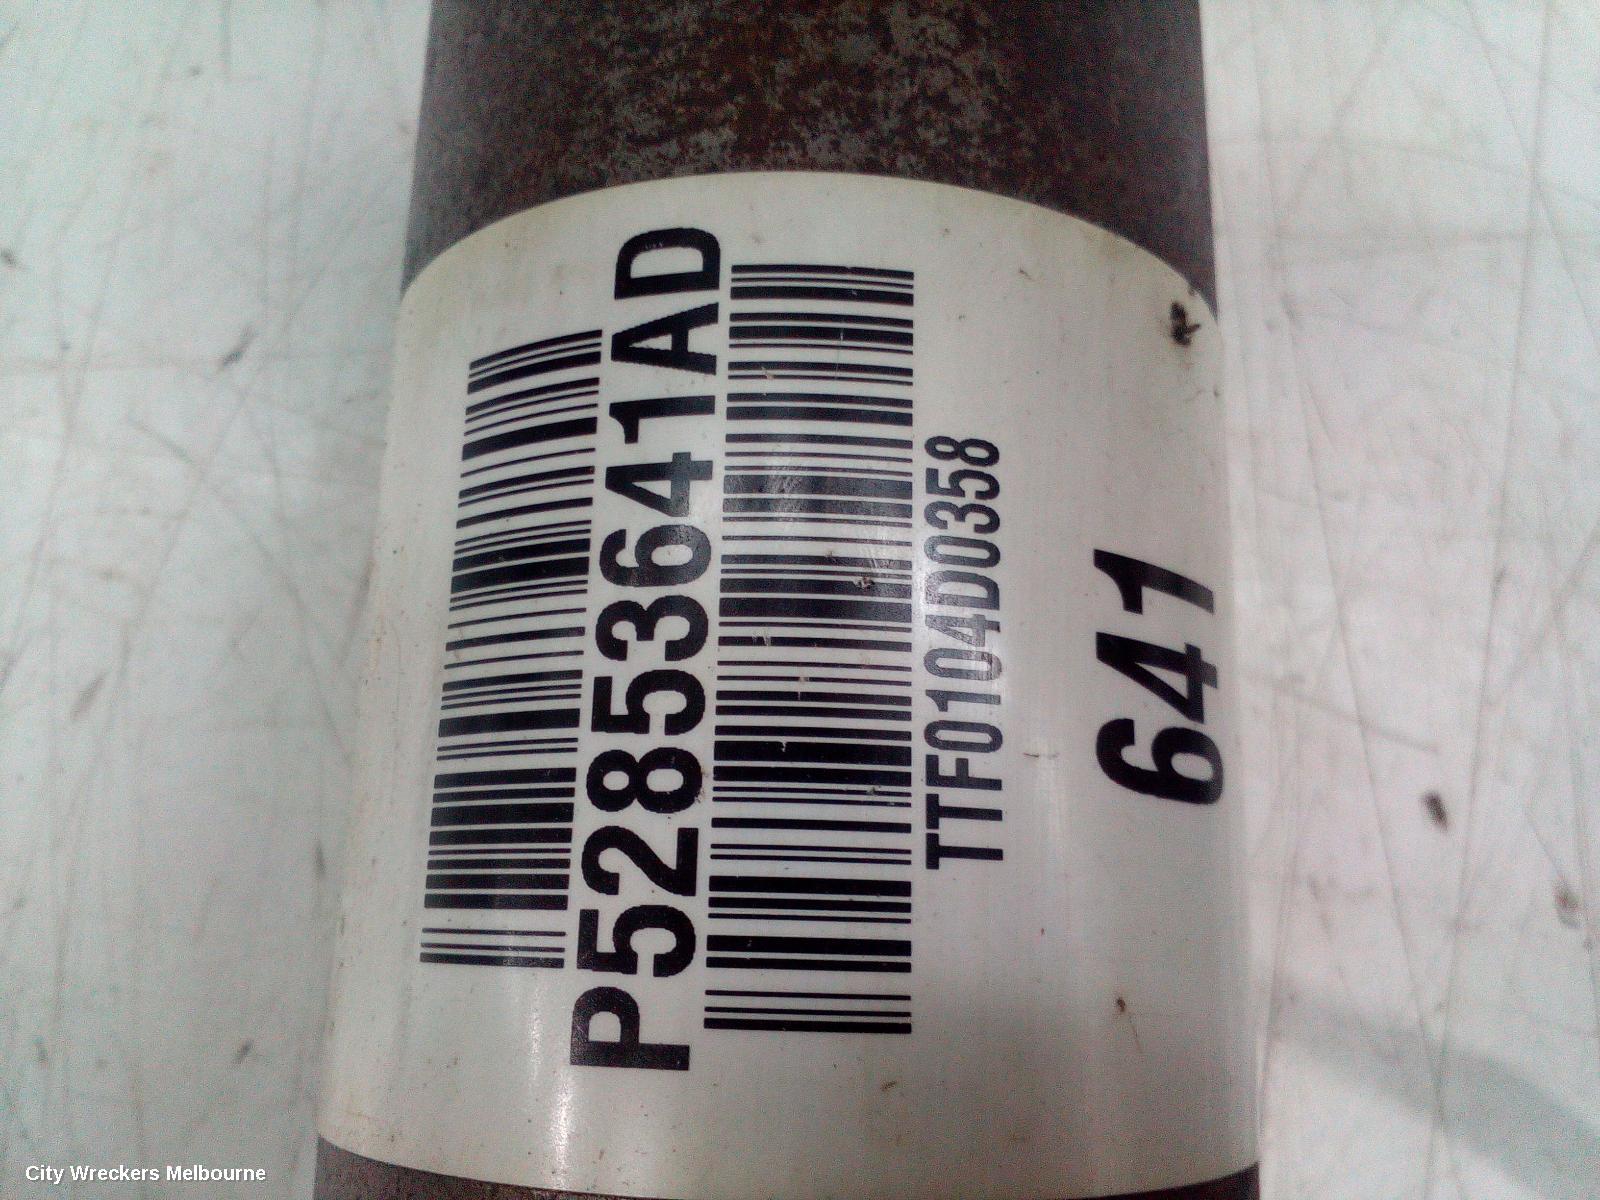 P52853641AD
TTF0104D0358
641
City Wreckers Melbourne